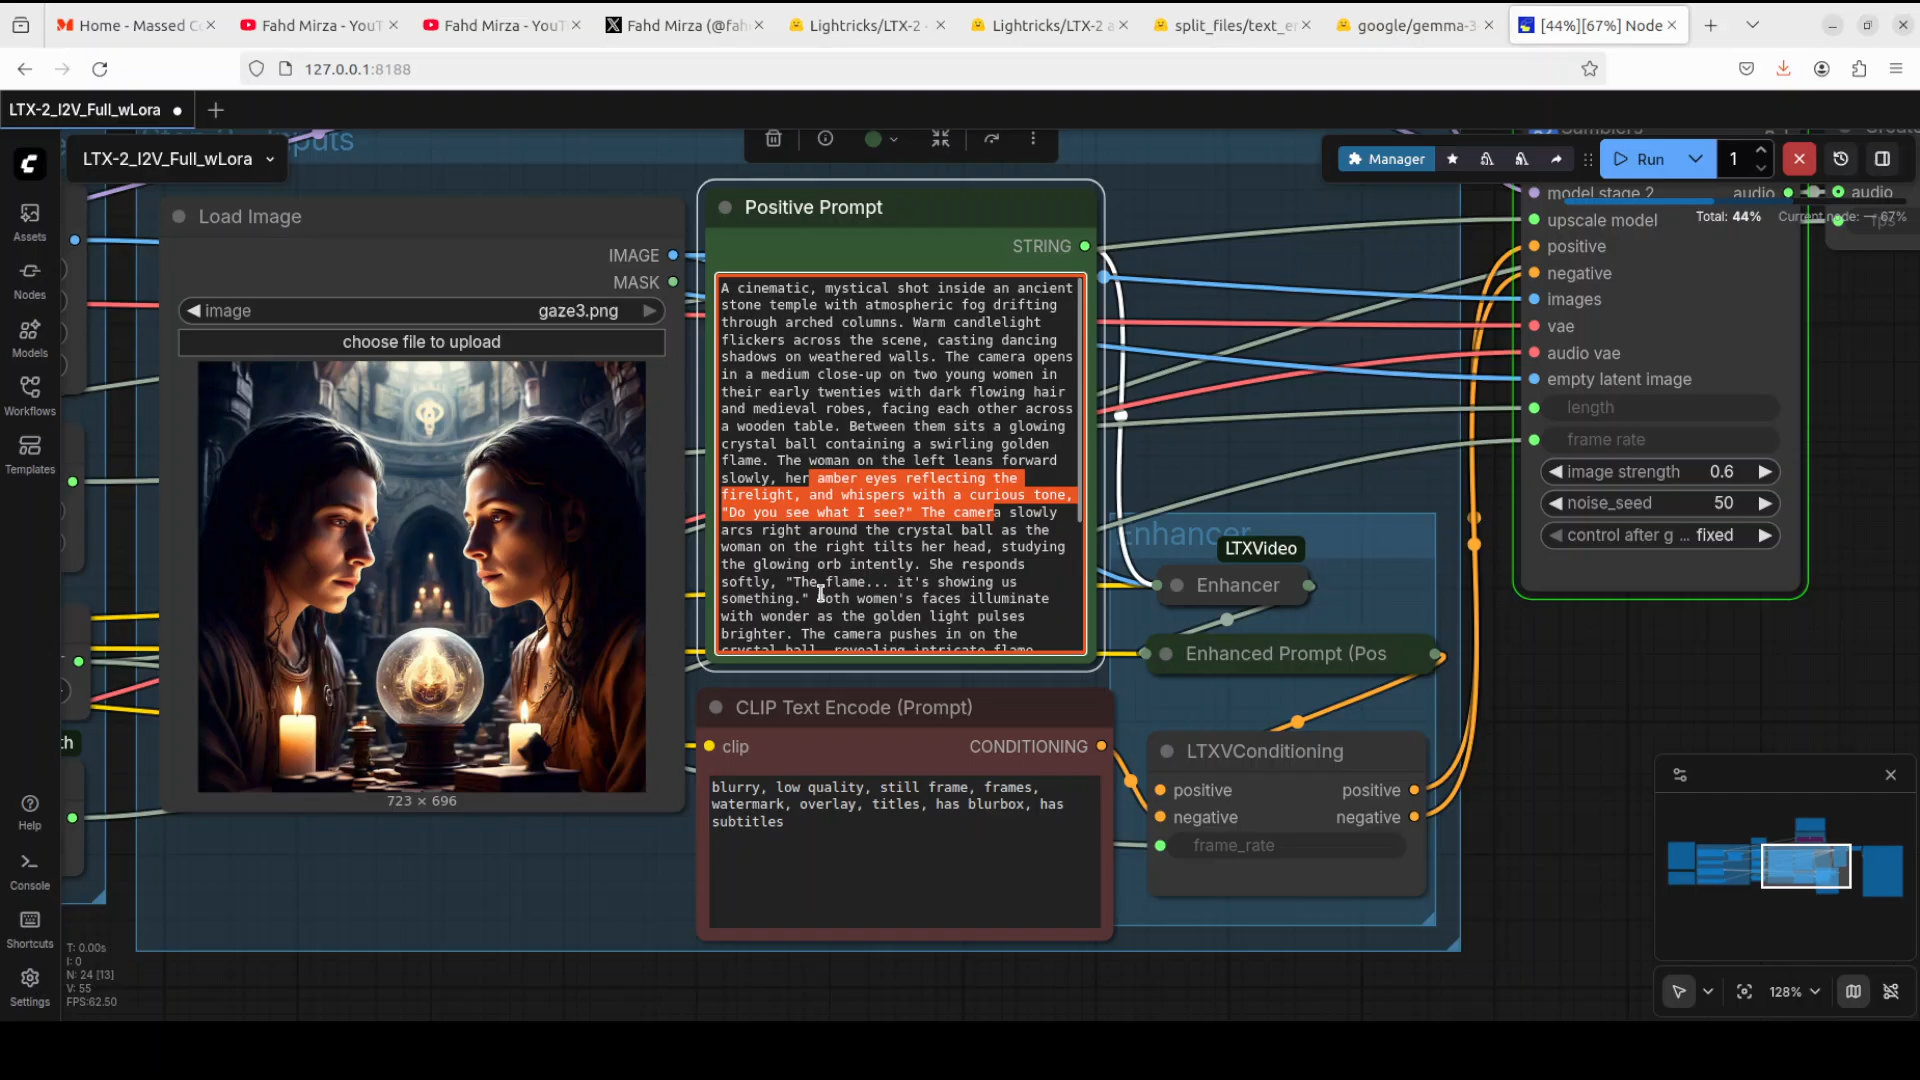 Home - Massed Co
Fahd Mirza - YouT
Fahd Mirza - YouT
Fahd Mirza (@fah
Lightricks/LTX-2 -
Lightricks/LTX-2 a
split_files/text_e
google/gemma-3
[44%][67%] Node
127.0.0.1:8188
LTX-2_I2V_Full_wLora
LTX-2_I2V_Full_wLora
puts
Manager
Run
1
Total: 44%
Current node: — 67%
Assets
Nodes
Models
Workflows
Templates
Help
Console
Shortcuts
Settings
T: 0.00s
I: 0
N: 24 [13]
V: 55
FPS:62.50
th
Load Image
IMAGE
MASK
image
gaze3.png
choose file to upload
723 × 696
Positive Prompt
STRING
A cinematic, mystical shot inside an ancient
stone temple with atmospheric fog drifting
through arched columns. Warm candlelight
flickers across the scene, casting dancing
shadows on weathered walls. The camera opens
in a medium close-up on two young women in
their early twenties with dark flowing hair
and medieval robes, facing each other across
a wooden table. Between them sits a glowing
crystal ball containing a swirling golden
flame. The woman on the left leans forward
slowly, her amber eyes reflecting the
firelight, and whispers with a curious tone,
"Do you see what I see?" The camera slowly
arcs right around the crystal ball as the
woman on the right tilts her head, studying
the glowing orb intently. She responds
softly, "The flame... it's showing us
something." Both women's faces illuminate
with wonder as the golden light pulses
brighter. The camera pushes in on the
crystal ball, revealing intricate flame
CLIP Text Encode (Prompt)
clip
CONDITIONING
blurry, low quality, still frame, frames,
watermark, overlay, titles, has blurbox, has
subtitles
Enhancer
LTXVideo
Enhancer
Enhanced Prompt (Pos
LTXVConditioning
positive
positive
negative
negative
frame_rate
Samplers
model stage 2
audio
audio
upscale model
fps
positive
negative
images
vae
audio vae
empty latent image
length
frame rate
image strength
0.6
noise_seed
50
control after g ...
fixed
128%